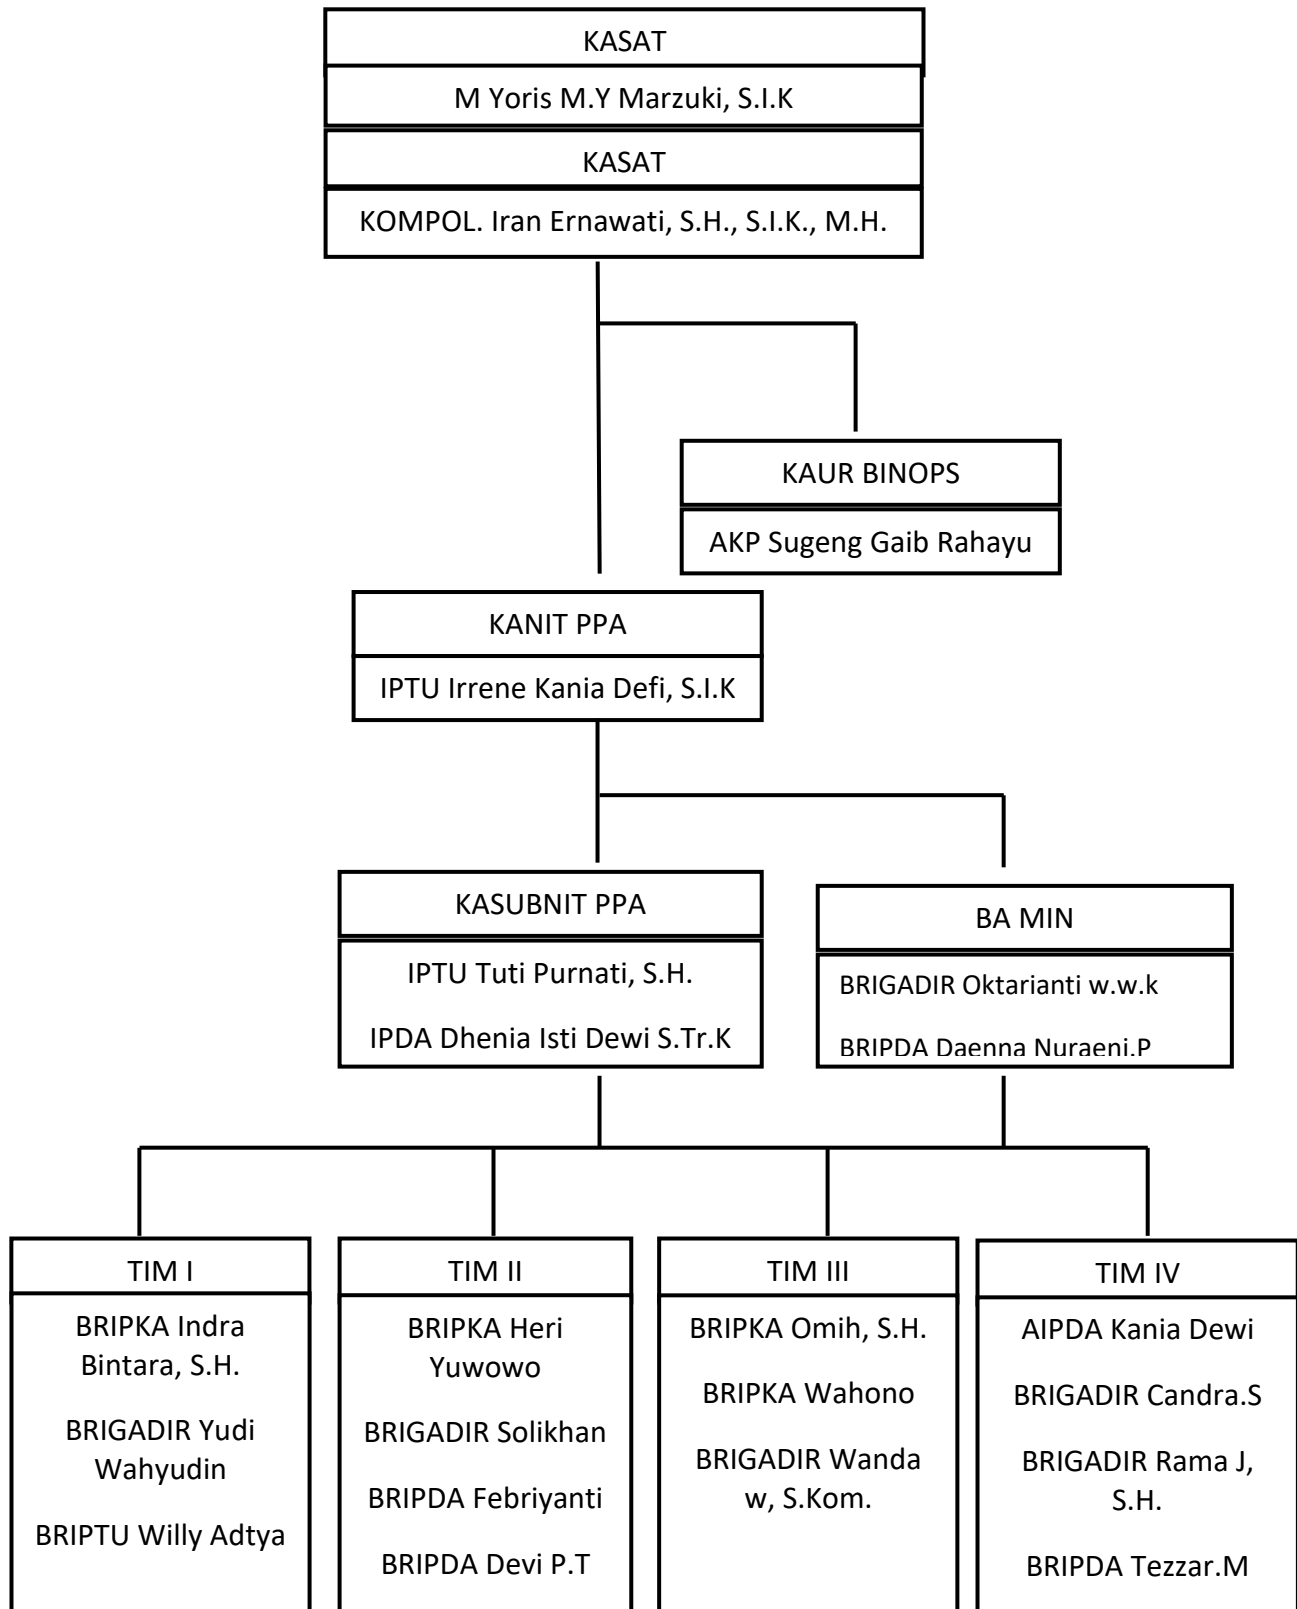 KASAT
M Yoris M.Y Marzuki, S.I.K
KASAT
KOMPOL. Iran Ernawati, S.H., S.I.K., M.H.
KAUR BINOPS
AKP Sugeng Gaib Rahayu
KANIT PPA
IPTU Irrene Kania Defi, S.I.K
KASUBNIT PPA
IPTU Tuti Purnati, S.H.
IPDA Dhenia Isti Dewi S.Tr.K
BA MIN
BRIGADIR Oktarianti w.w.k
BRIPDA Daenna Nuraeni.P
TIM I
BRIPKA Indra
Bintara, S.H.
BRIGADIR Yudi
Wahyudin
BRIPTU Willy Adtya
TIM II
BRIPKA Heri
Yuwowo
BRIGADIR Solikhan
BRIPDA Febriyanti
BRIPDA Devi P.T
TIM III
BRIPKA Omih, S.H.
BRIPKA Wahono
BRIGADIR Wanda
w, S.Kom.
TIM IV
AIPDA Kania Dewi
BRIGADIR Candra.S
BRIGADIR Rama J,
S.H.
BRIPDA Tezzar.M